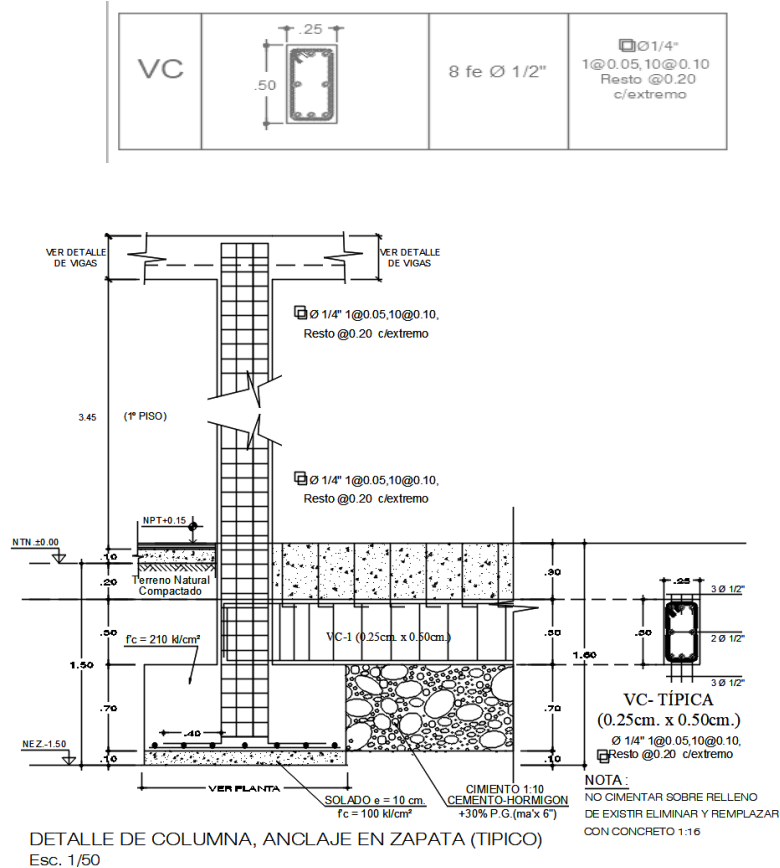 VC
.25
.50
8 fe Ø 1/2"
Ø1/4"
1@0.05,10@0.10
Resto @0.20
c/extremo
VER DETALLE
DE VIGAS
VER DETALLE
DE VIGAS
Ø 1/4" 1@0.05,10@0.10,
Resto @0.20 c/extremo
3.45
(1º PISO)
Ø 1/4" 1@0.05,10@0.10,
Resto @0.20 c/extremo
NPT+0.15
NTN.±0.00
.10
.20
Terreno Natural
Compactado
.30
.25
3 Ø 1/2"
f'c = 210 kl/cm²
VC-1 (0.25cm. x 0.50cm.)
2 Ø 1/2"
1.50
1.60
3 Ø 1/2"
VC- TÍPICA
(0.25cm. x 0.50cm.)
.70
.40
.70
Ø 1/4" 1@0.05,10@0.10,
Resto @0.20 c/extremo
NEZ.-1.50
.10
.10
VER PLANTA
SOLADO e = 10 cm.
f'c = 100 kl/cm²
CIMIENTO 1:10
CEMENTO-HORMIGON
+30% P.G.(ma'x 6")
NOTA :
NO CIMENTAR SOBRE RELLENO
DE EXISTIR ELIMINAR Y REMPLAZAR
CON CONCRETO 1:16
DETALLE DE COLUMNA, ANCLAJE EN ZAPATA (TIPICO)
Esc. 1/50